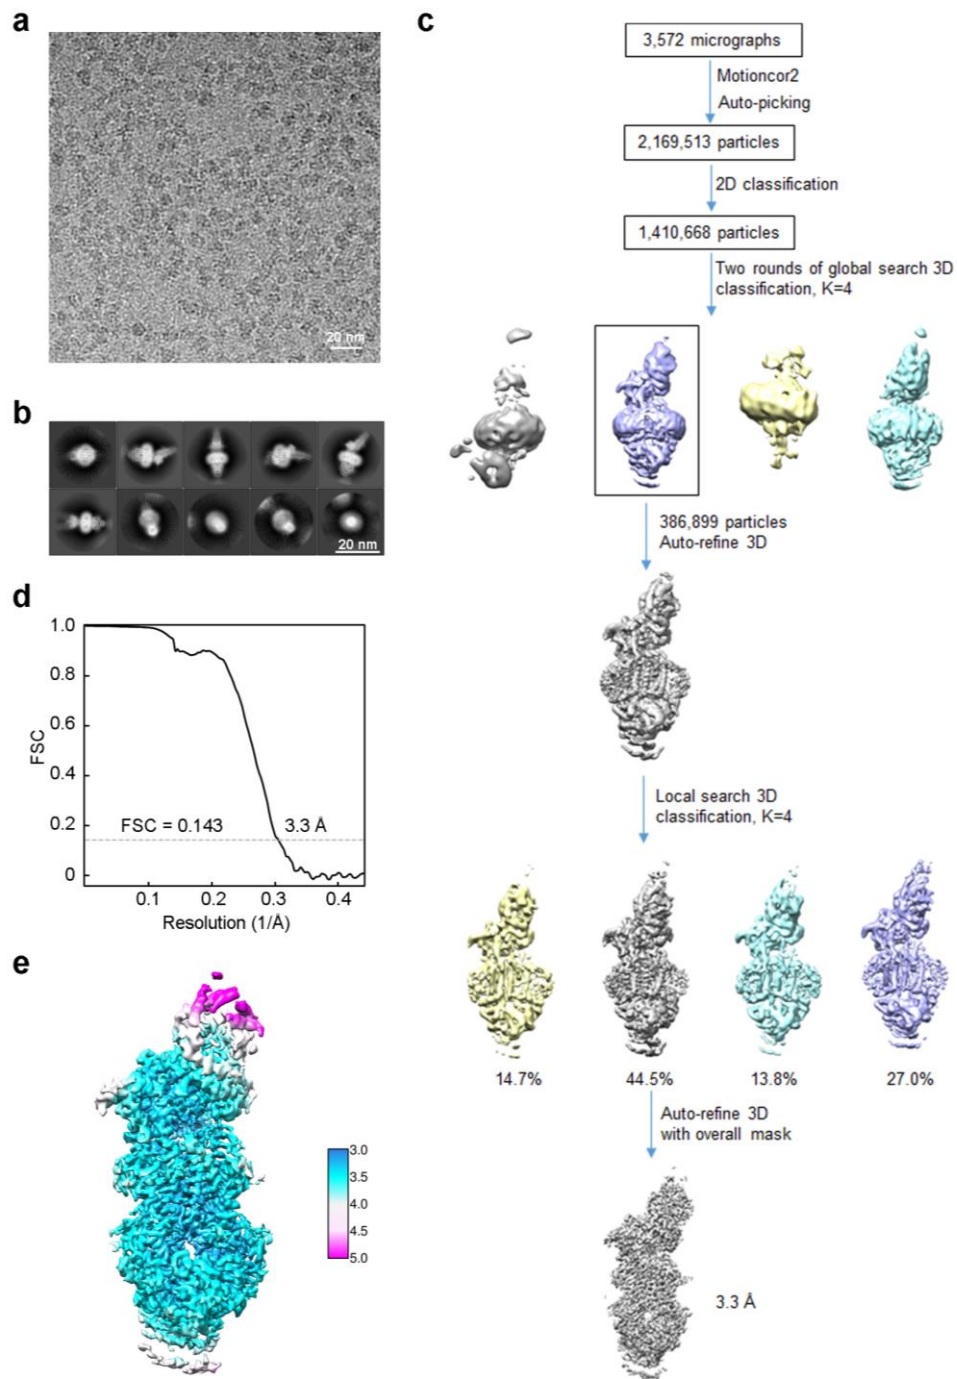 a
20 nm
b
20 nm
c
3,572 micrographs
Motioncor2
Auto-picking
2,169,513 particles
2D classification
1,410,668 particles
Two rounds of global search 3D
classification, K=4
386,899 particles
Auto-refine 3D
Local search 3D
classification, K=4
14.7%
44.5%
13.8%
27.0%
Auto-refine 3D
with overall mask
3.3 Å
d
1.0
0.8
0.6
0.4
0.2
0
FSC
FSC = 0.143
3.3 Å
0.1
0.2
0.3
0.4
Resolution (1/Å)
e
3.0
3.5
4.0
4.5
5.0